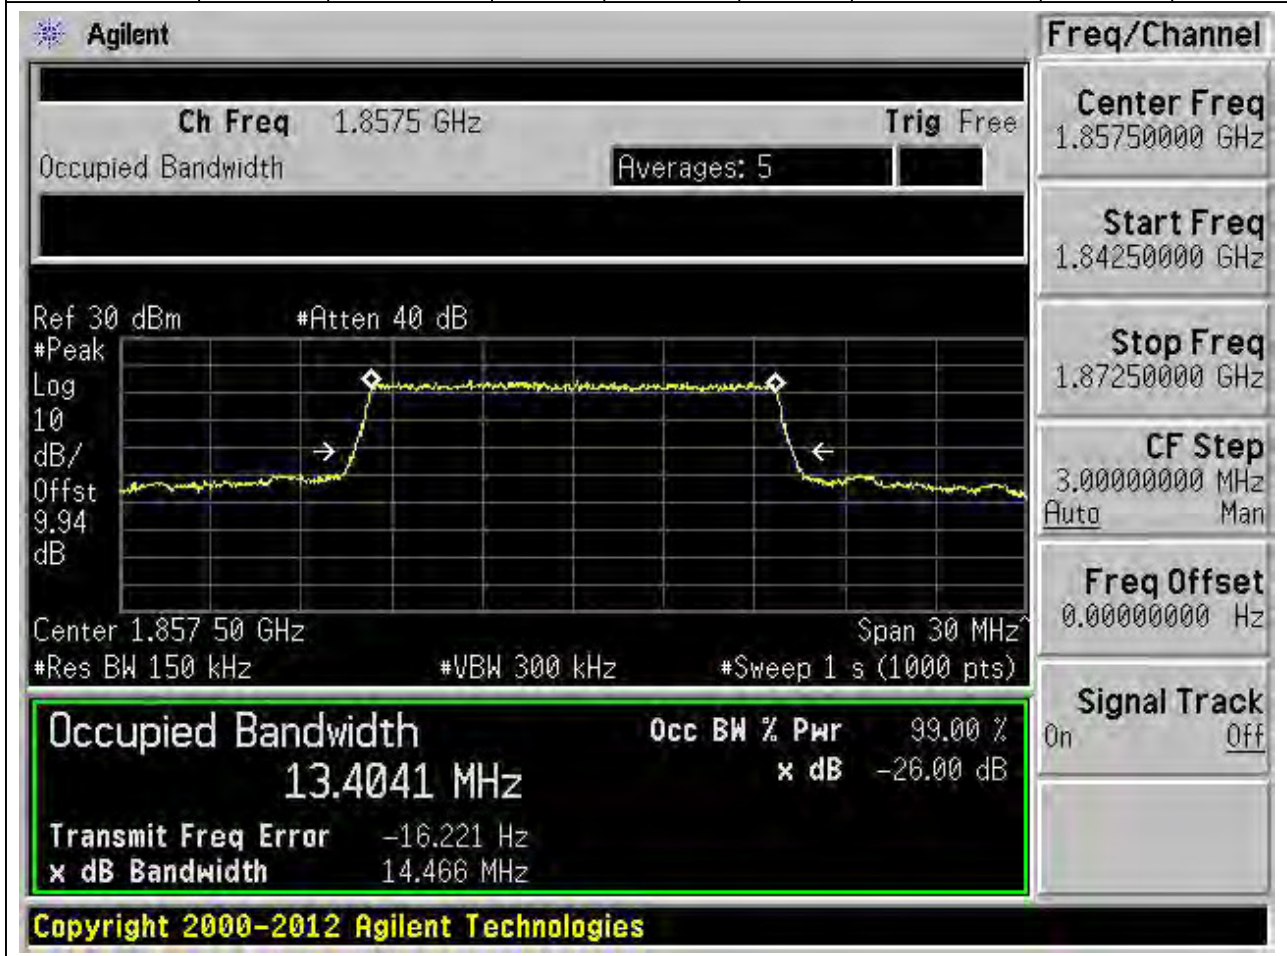 Agilent
Freq/Channel
Ch Freq 1.8575 GHz Trig Free
Occupied Bandwidth Averages: 5
Center Freq
1.85750000 GHz
Start Freq
1.84250000 GHz
Stop Freq
1.87250000 GHz
CF Step
3.00000000 MHz
Auto Man
Freq Offset
0.00000000 Hz
Signal Track
On Off
Ref 30 dBm #Atten 40 dB
#Peak
Log
10
dB/
Offst
9.94
dB
Center 1.857 50 GHz Span 30 MHz^
#Res BW 150 kHz #VBW 300 kHz #Sweep 1 s (1000 pts)
Occupied Bandwidth Occ BW % Pwr 99.00 %
13.4041 MHz x dB -26.00 dB
Transmit Freq Error -16.221 Hz
x dB Bandwidth 14.466 MHz
Copyright 2000-2012 Agilent Technologies